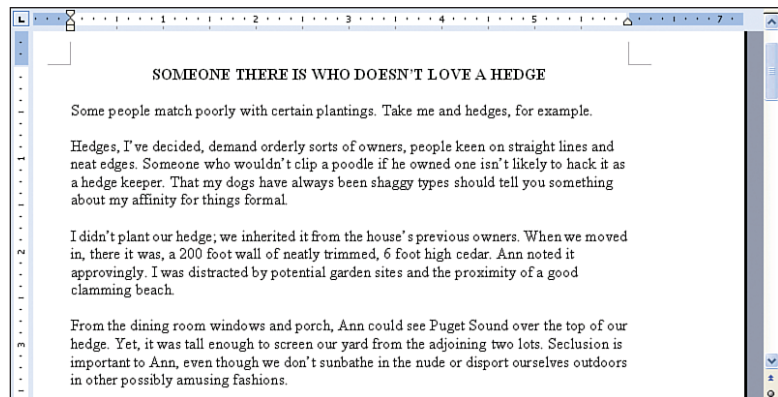 1 2 3 4 5 7
SOMEONE THERE IS WHO DOESN'T LOVE A HEDGE
Some people match poorly with certain plantings. Take me and hedges, for example.
Hedges, I've decided, demand orderly sorts of owners, people keen on straight lines and
neat edges. Someone who wouldn't clip a poodle if he owned one isn't likely to hack it as
a hedge keeper. That my dogs have always been shaggy types should tell you something
about my affinity for things formal.
I didn't plant our hedge; we inherited it from the house's previous owners. When we moved
in, there it was, a 200 foot wall of neatly trimmed, 6 foot high cedar. Ann noted it
approvingly. I was distracted by potential garden sites and the proximity of a good
clamming beach.
From the dining room windows and porch, Ann could see Puget Sound over the top of our
hedge. Yet, it was tall enough to screen our yard from the adjoining two lots. Seclusion is
important to Ann, even though we don't sunbathe in the nude or disport ourselves outdoors
in other possibly amusing fashions.
1
2
3